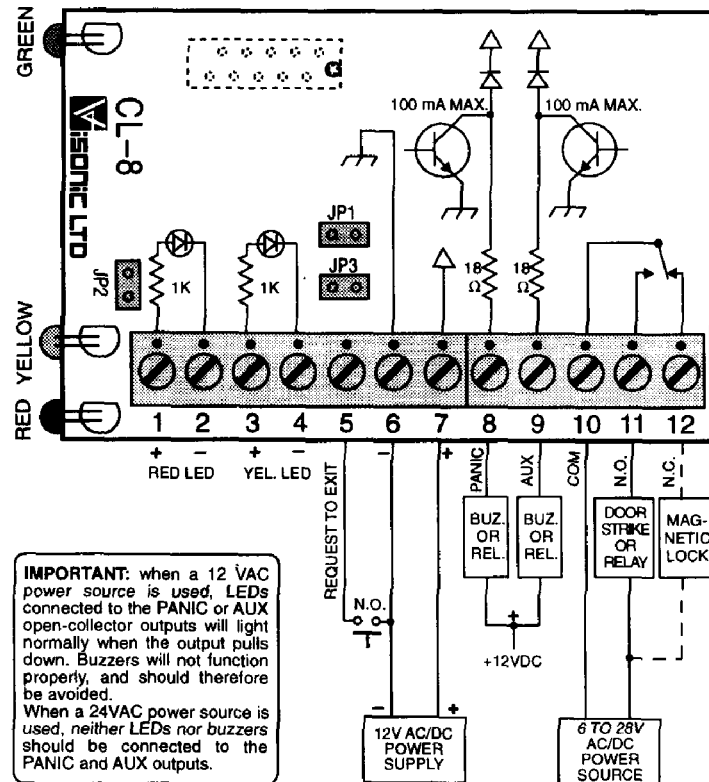 GREEN
CL-8
Visonic LTD
100 mA MAX.
100 mA MAX.
JP1
JP3
JP2
1K
1K
18 Ω
18 Ω
YELLOW
RED
1 2 3 4 5 6 7 8 9 10 11 12
+ − + − − +
RED LED
YEL. LED
REQUEST TO EXIT
PANIC
AUX
COM
N.O.
N.C.
BUZ. OR REL.
BUZ. OR REL.
DOOR STRIKE OR RELAY
MAG- NETIC LOCK
N.O.
+
+12VDC
− +
12V AC/DC
POWER
SUPPLY
6 TO 28V
AC/DC
POWER
SOURCE
IMPORTANT: when a 12 VAC
power source is used, LEDs
connected to the PANIC or AUX
open-collector outputs will light
normally when the output pulls
down. Buzzers will not function
properly, and should therefore
be avoided.
When a 24VAC power source is
used, neither LEDs nor buzzers
should be connected to the
PANIC and AUX outputs.